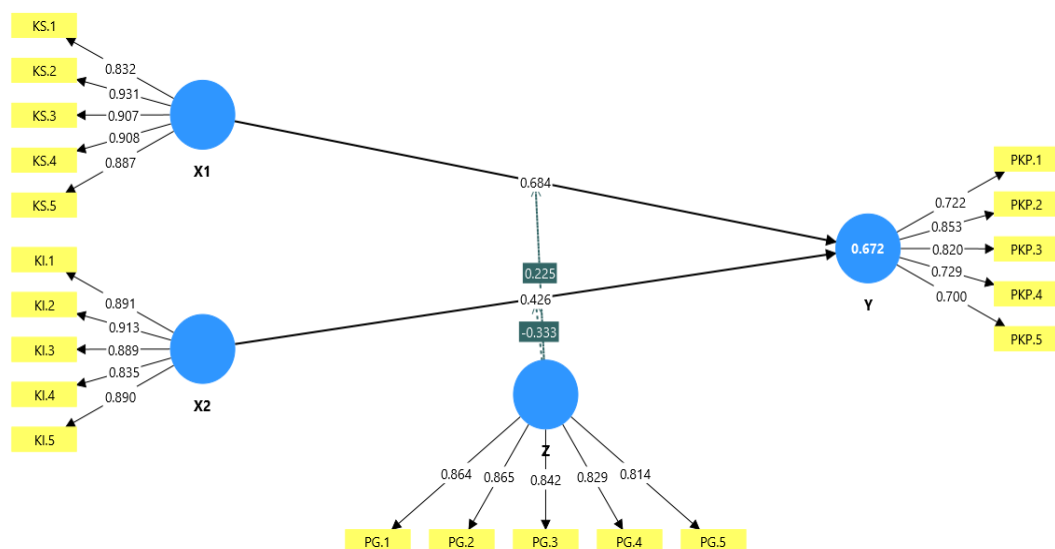 KS.1
KS.2
KS.3
KS.4
KS.5
0.832
0.931
0.907
0.908
0.887
X1
KI.1
KI.2
KI.3
KI.4
KI.5
0.891
0.913
0.889
0.835
0.890
X2
0.684
0.225
0.426
-0.333
Z
0.864
0.865
0.842
0.829
0.814
PG.1
PG.2
PG.3
PG.4
PG.5
0.672
Y
0.722
0.853
0.820
0.729
0.700
PKP.1
PKP.2
PKP.3
PKP.4
PKP.5